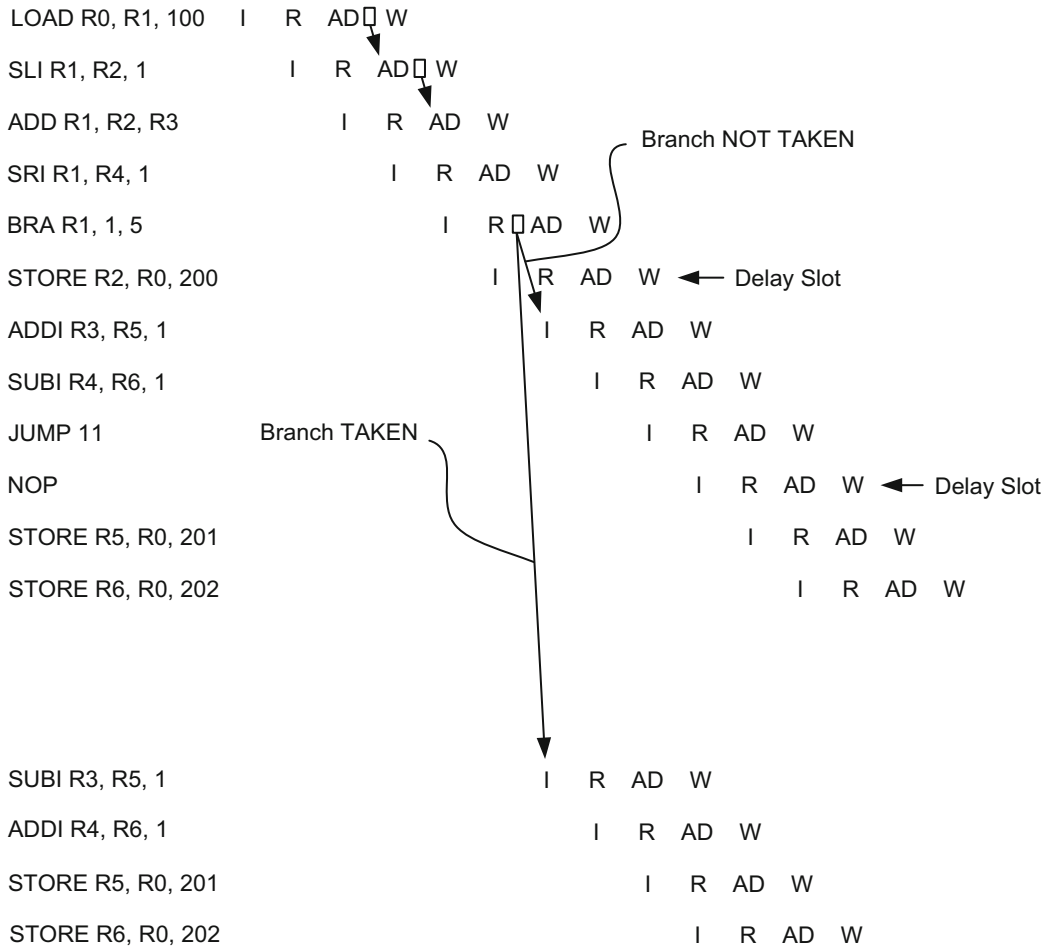 LOAD R0, R1, 100 I R AD W
SLI R1, R2, 1 I R AD W
ADD R1, R2, R3 I R AD W
Branch NOT TAKEN
SRI R1, R4, 1 I R AD W
BRA R1, 1, 5 I R AD W
STORE R2, R0, 200 I R AD W Delay Slot
ADDI R3, R5, 1 I R AD W
SUBI R4, R6, 1 I R AD W
JUMP 11 Branch TAKEN I R AD W
NOP I R AD W Delay Slot
STORE R5, R0, 201 I R AD W
STORE R6, R0, 202 I R AD W
SUBI R3, R5, 1 I R AD W
ADDI R4, R6, 1 I R AD W
STORE R5, R0, 201 I R AD W
STORE R6, R0, 202 I R AD W